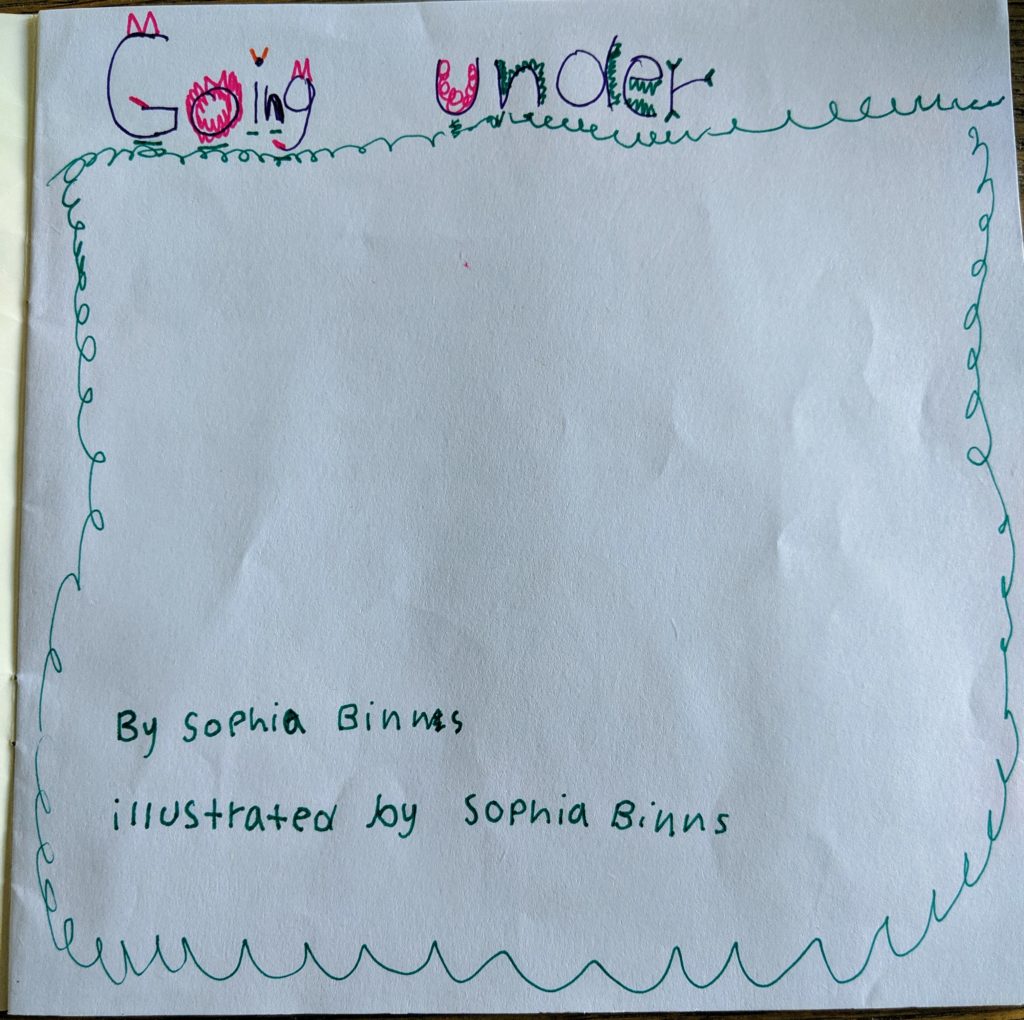 Going under
By Sophia Binns
illustrated by Sophia Binns